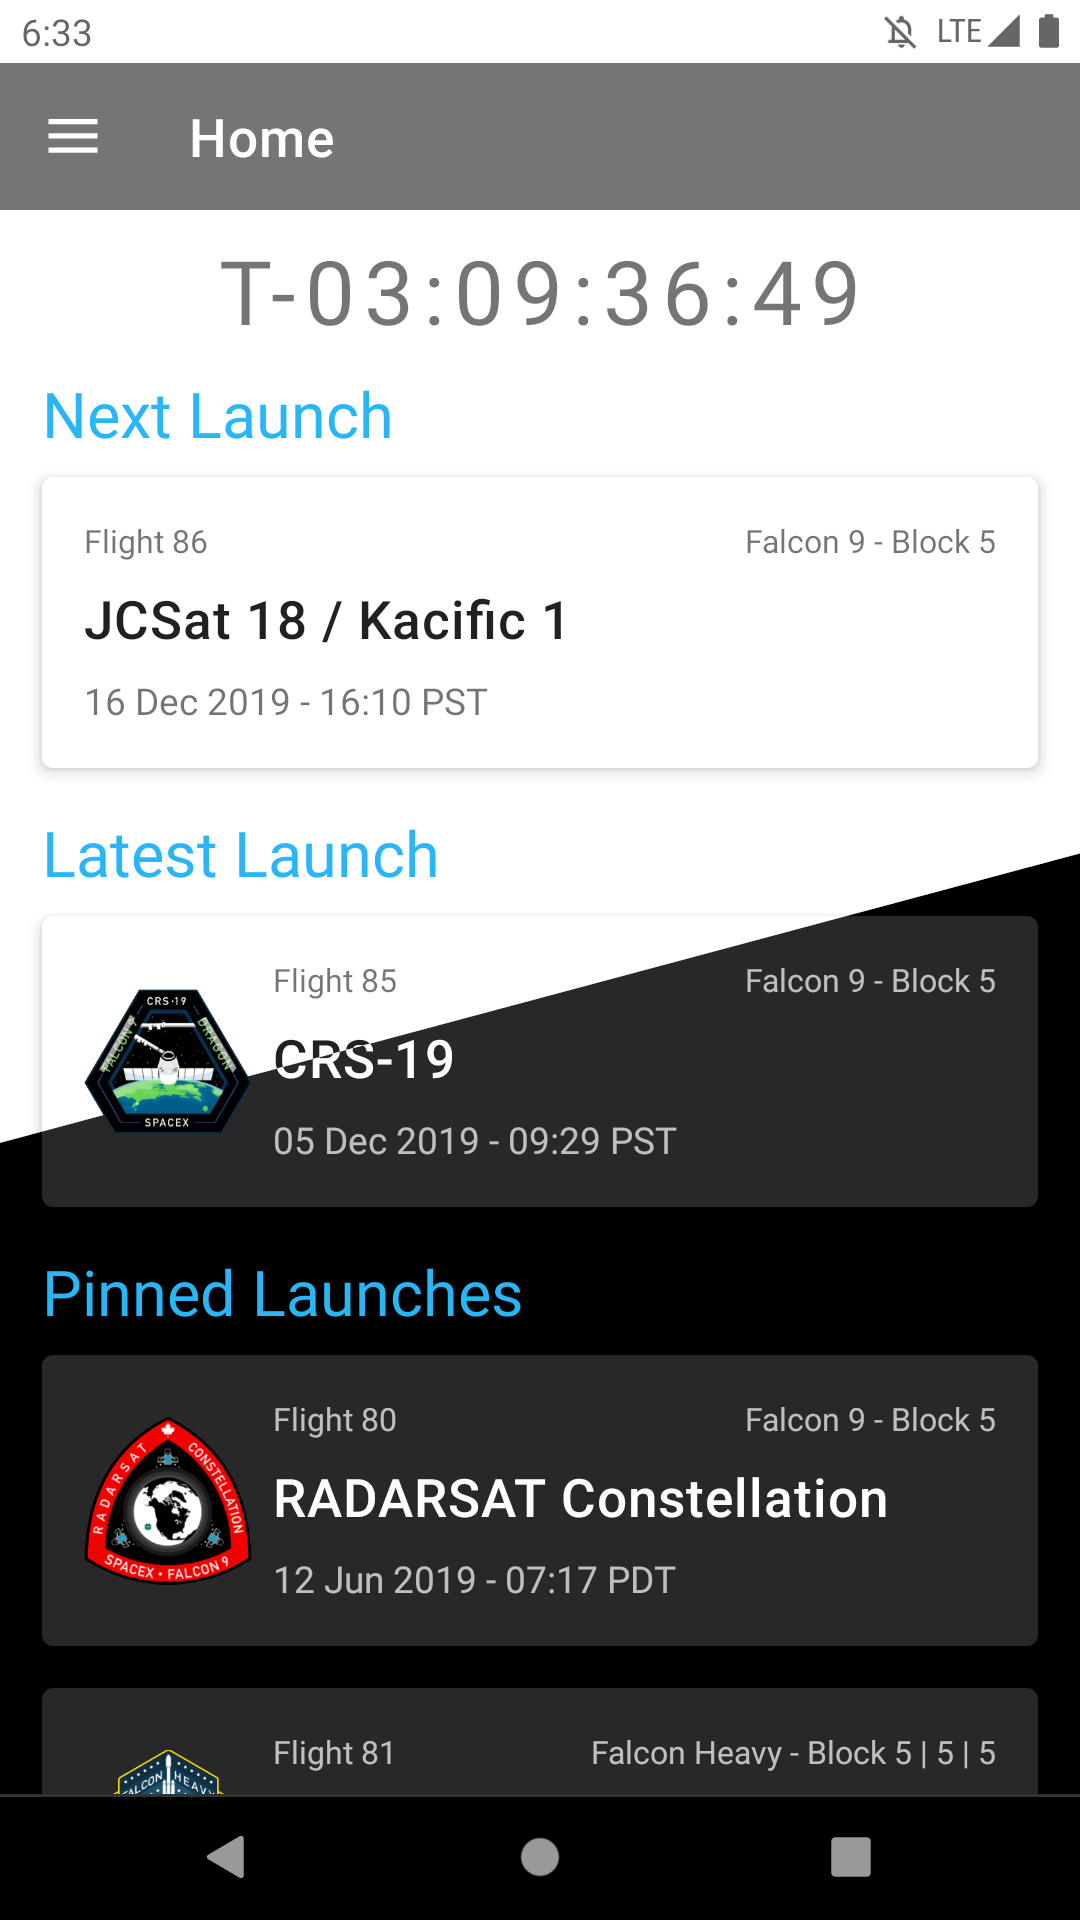 6:33
LTE
Home
T-03:09:36:49
Next Launch
Flight 86
Falcon 9 - Block 5
JCSat 18 / Kacific 1
16 Dec 2019 - 16:10 PST
Latest Launch
Flight 85
Falcon 9 - Block 5
CRS-19
FALCON 9
DRAGON
SPACEX
CRS-19
05 Dec 2019 - 09:29 PST
Pinned Launches
Flight 80
Falcon 9 - Block 5
RADARSAT
CONSTELLATION
SPACEX • FALCON 9
RADARSAT Constellation
12 Jun 2019 - 07:17 PDT
Flight 81
Falcon Heavy - Block 5 | 5 | 5
FALCON HEAVY